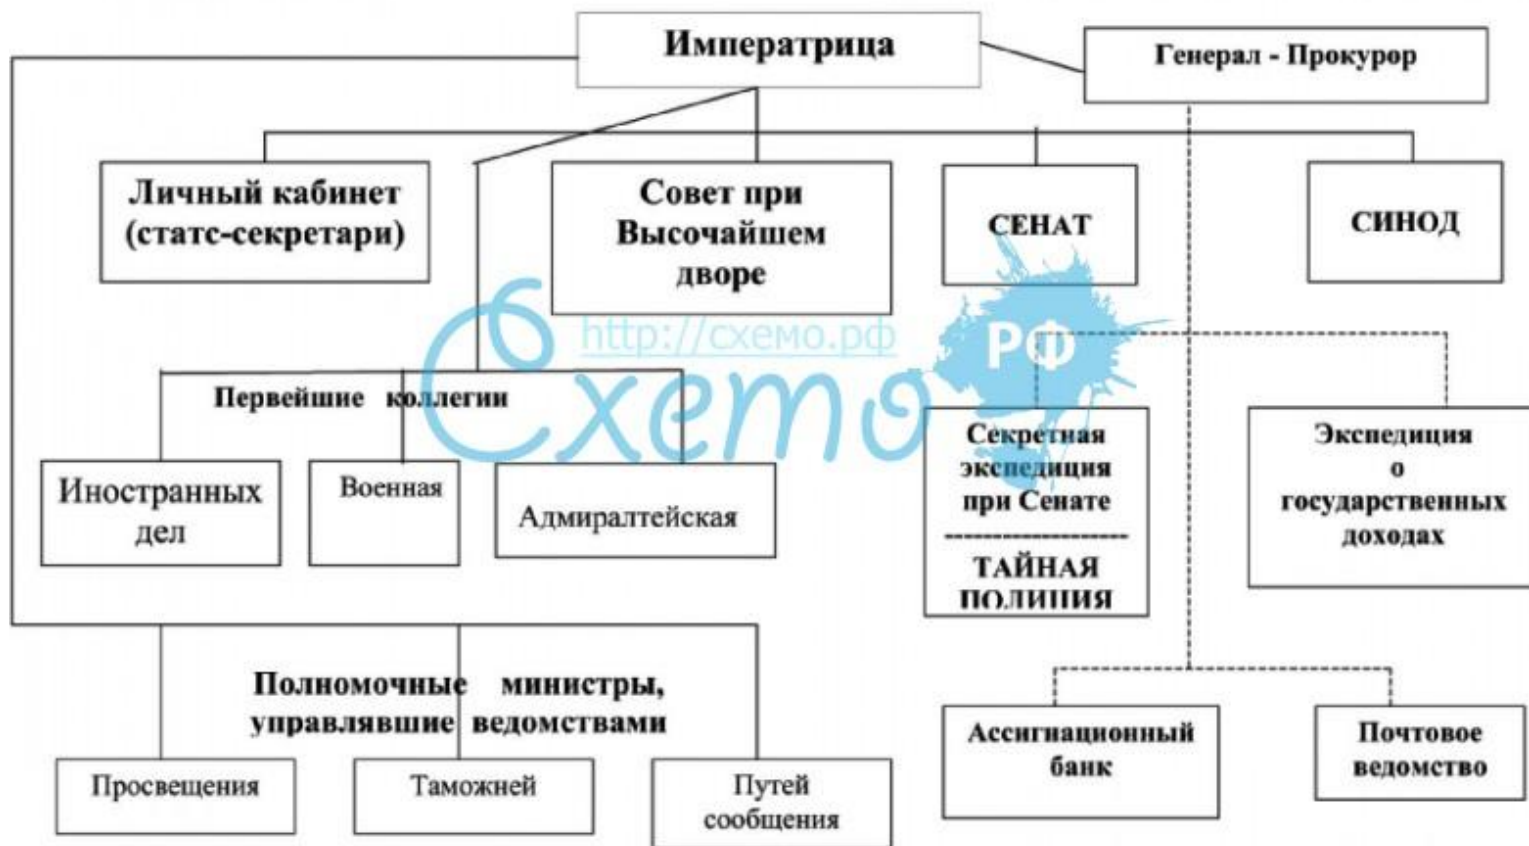 Императрица
Генерал - Прокурор
Личный кабинет
(статс-секретари)
Совет при
Высочайшем
дворе
СЕНАТ
СИНОД
http://схемо.рф
Схемо
РФ
Первейшие коллегии
Иностранных
дел
Военная
Адмиралтейская
Секретная
экспедиция
при Сенате
ТАЙНАЯ
ПОЛИЦИЯ
Экспедиция
о
государственных
доходах
Полномочные министры,
управлявшие ведомствами
Просвещения
Таможней
Путей
сообщения
Ассигнационный
банк
Почтовое
ведомство